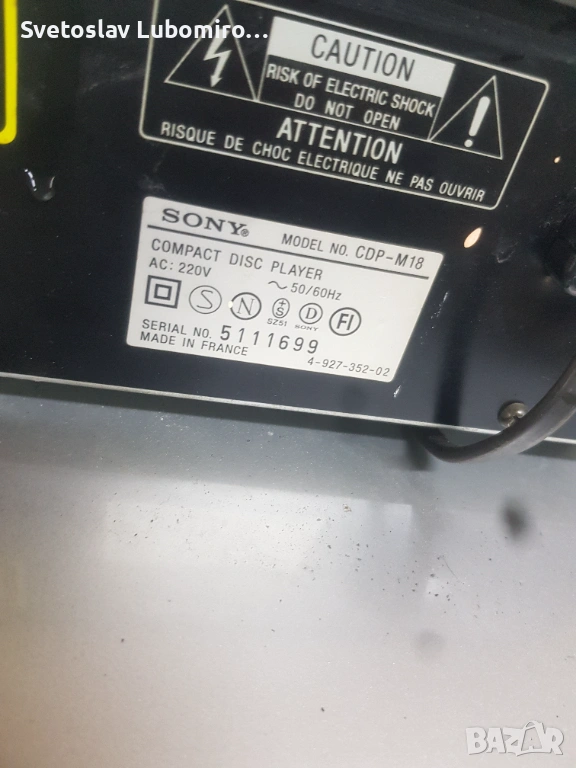 Svetoslav Lubomiro...
CAUTION
RISK OF ELECTRIC SHOCK
DO NOT OPEN
ATTENTION
RISQUE DE CHOC ELECTRIQUE NE PAS OUVRIR
SONY®
MODEL NO. CDP-M18
COMPACT DISC PLAYER
AC: 220V ~ 50/60Hz
S N +S D FI
SZ51 SONY
SERIAL NO. 5111699
MADE IN FRANCE 4-927-352-02
BAZAR